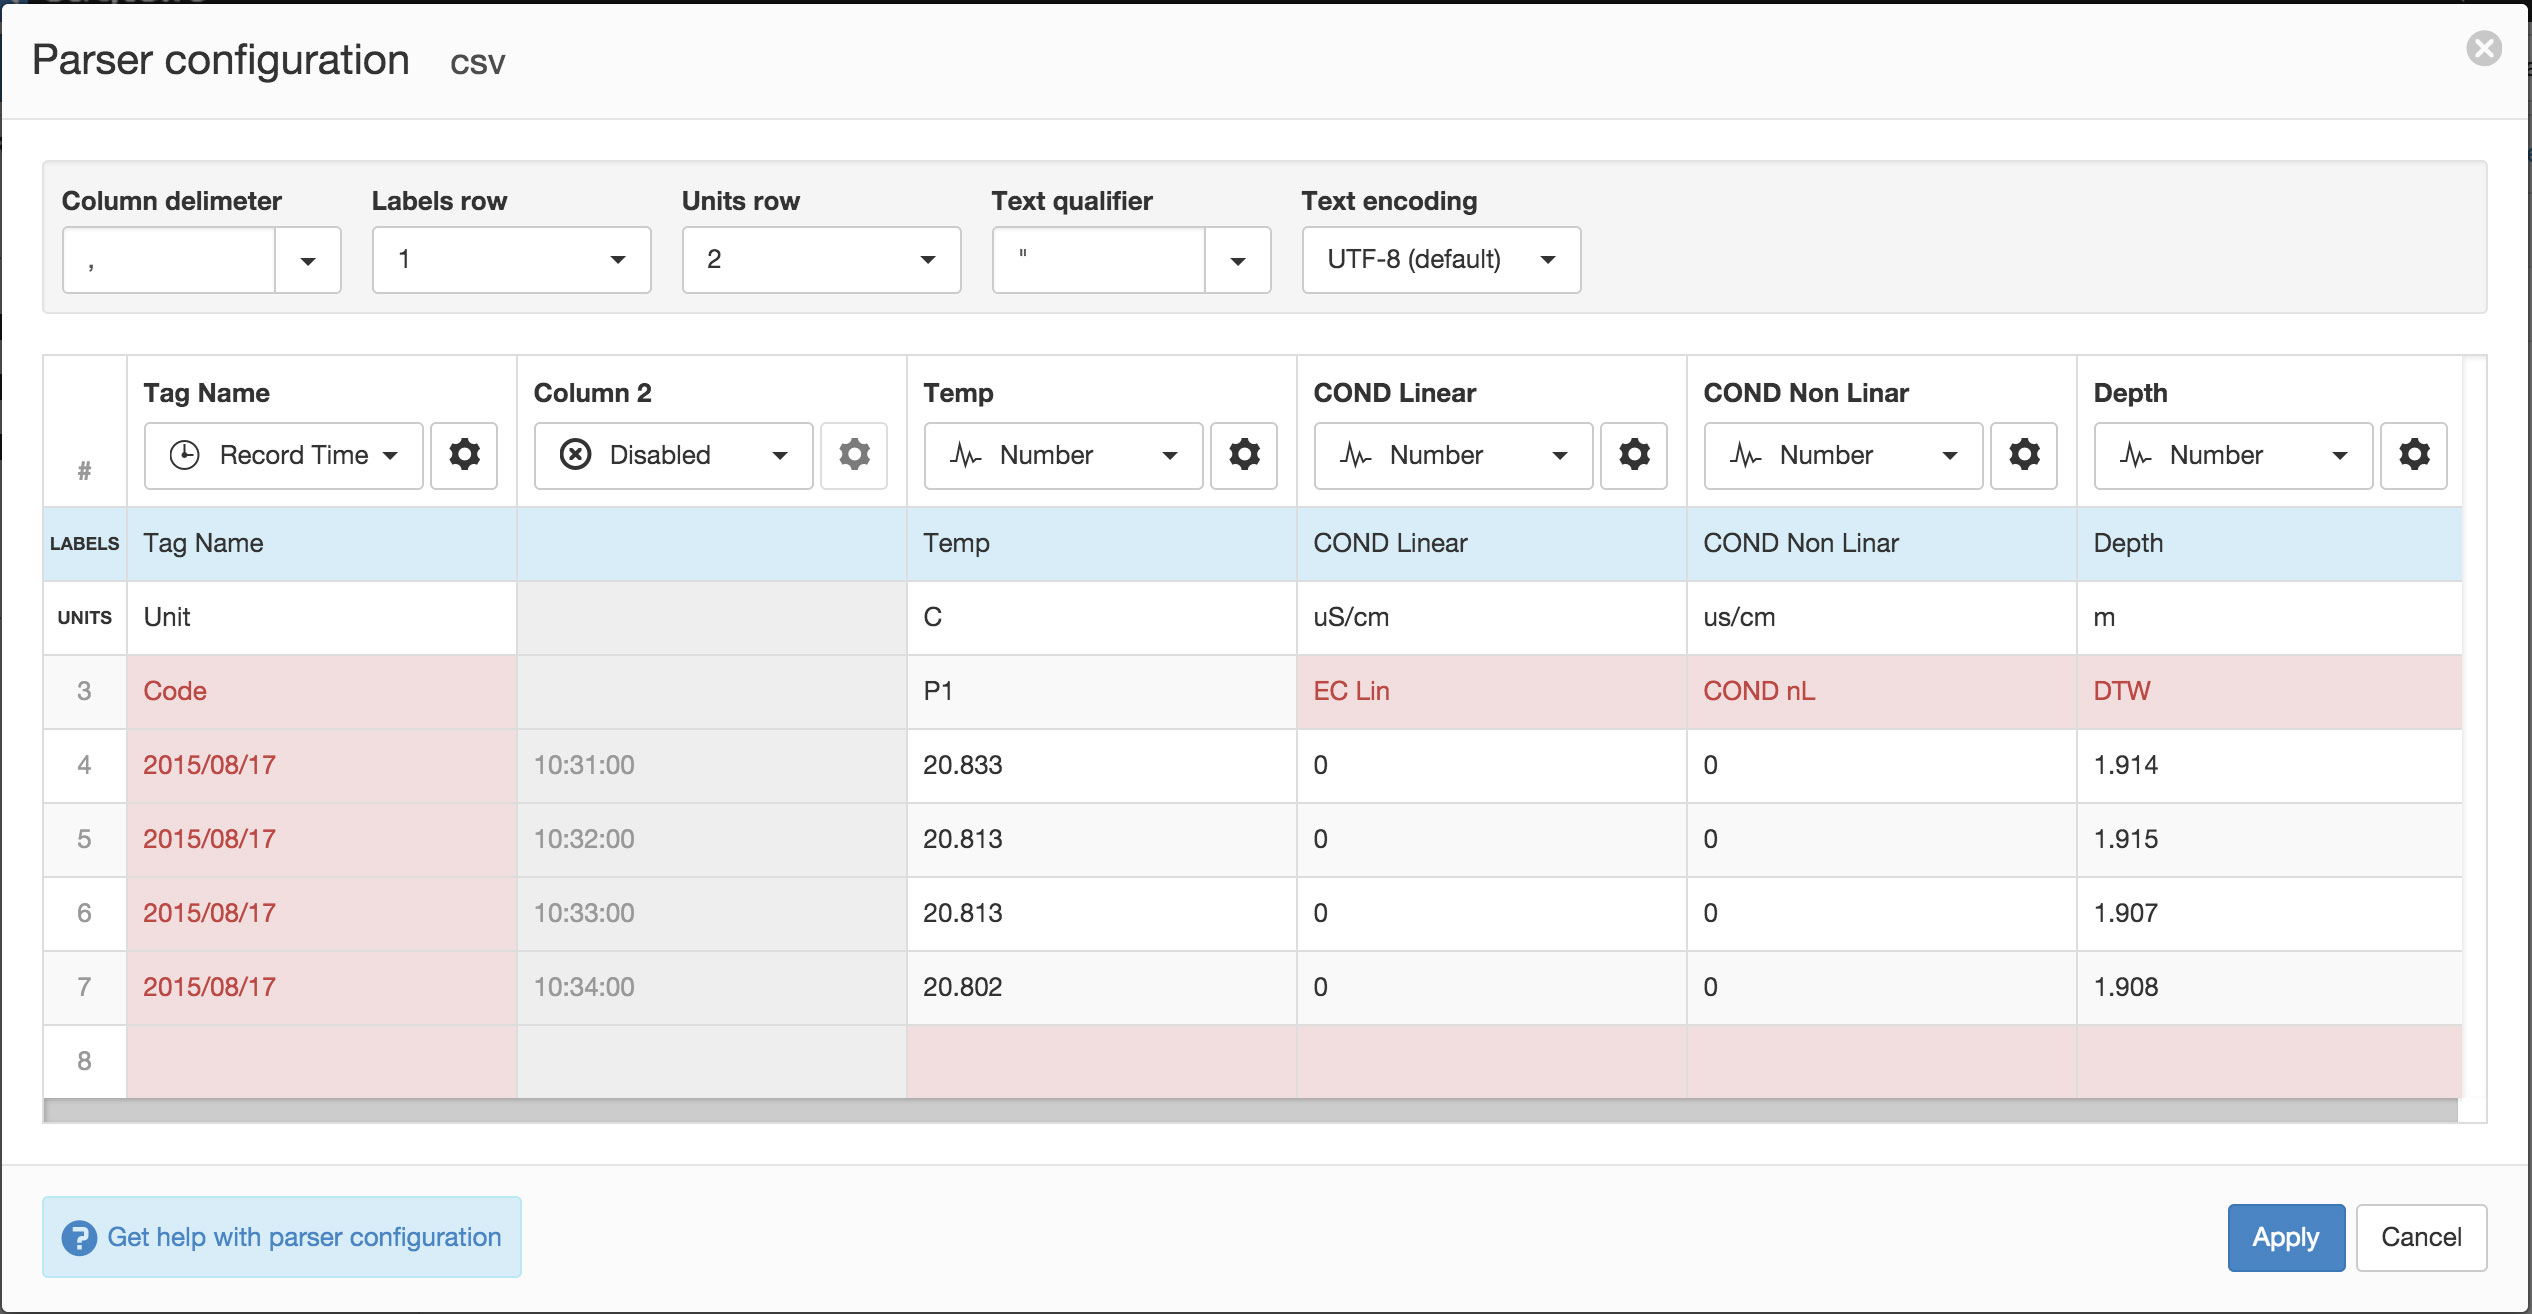 Parser configuration csv
Column delimeter Labels row Units row Text qualifier Text encoding
, 1 2 " UTF-8 (default)
# Tag Name Column 2 Temp COND Linear COND Non Linar Depth
Record Time Disabled Number Number Number Number
LABELS Tag Name Temp COND Linear COND Non Linar Depth
UNITS Unit C uS/cm us/cm m
3 Code P1 EC Lin COND nL DTW
4 2015/08/17 10:31:00 20.833 0 0 1.914
5 2015/08/17 10:32:00 20.813 0 0 1.915
6 2015/08/17 10:33:00 20.813 0 0 1.907
7 2015/08/17 10:34:00 20.802 0 0 1.908
8
? Get help with parser configuration Apply Cancel